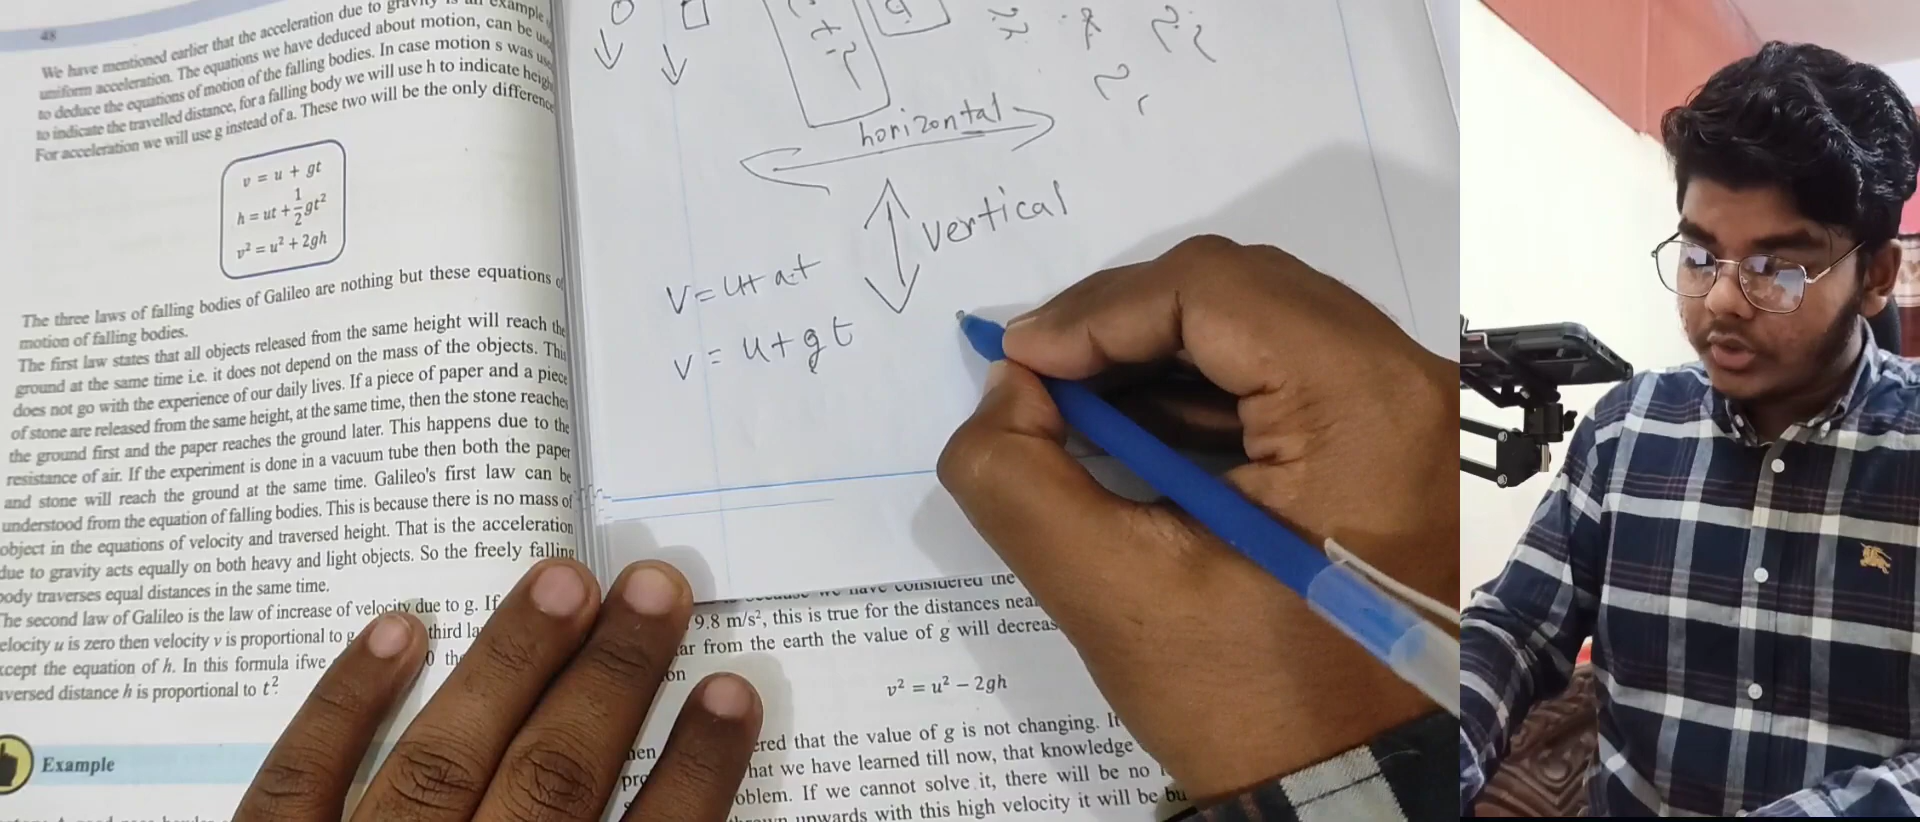 48
We have mentioned earlier that the acceleration due to gravity is an example
uniform acceleration. The equations we have deduced about motion, can be
to deduce the equations of motion of the falling bodies. In case motion s was
to indicate the travelled distance, for a falling body we will use h to indicate
For acceleration we will use g instead of a. These two will be the only
v = u + gt
h = ut + 1/2 gt²
v² = u² + 2gh
The three laws of falling bodies of Galileo are nothing but these equations
motion of falling bodies.
The first law states that all objects released from the same height will reach the
ground at the same time i.e. it does not depend on the mass of the objects. This
does not go with the experience of our daily lives. If a piece of paper and a piece
of stone are released from the same height, at the same time, then the stone reaches
the ground first and the paper reaches the ground later. This happens due to the
resistance of air. If the experiment is done in a vacuum tube then both the paper
and stone will reach the ground at the same time. Galileo's first law can be
understood from the equation of falling bodies. This is because there is no mass of
object in the equations of velocity and traversed height. That is the acceleration
due to gravity acts equally on both heavy and light objects. So the freely falling
body traverses equal distances in the same time.
The second law of Galileo is the law of increase of velocity due to g. If
velocity u is zero then velocity v is proportional to third
except the equation of h. In this formula ifwe 0
traversed distance h is proportional to t².
Example
horizontal
vertical
v = u + a.t
v = u + gt
have considered the
9.8 m/s², this is true for the distances
far from the earth the value of g will
on
v² = u² − 2gh
that the value of g is not changing.
what we have learned till now, that knowledge
problem. If we cannot solve it, there will be no
upwards with this high velocity it will be